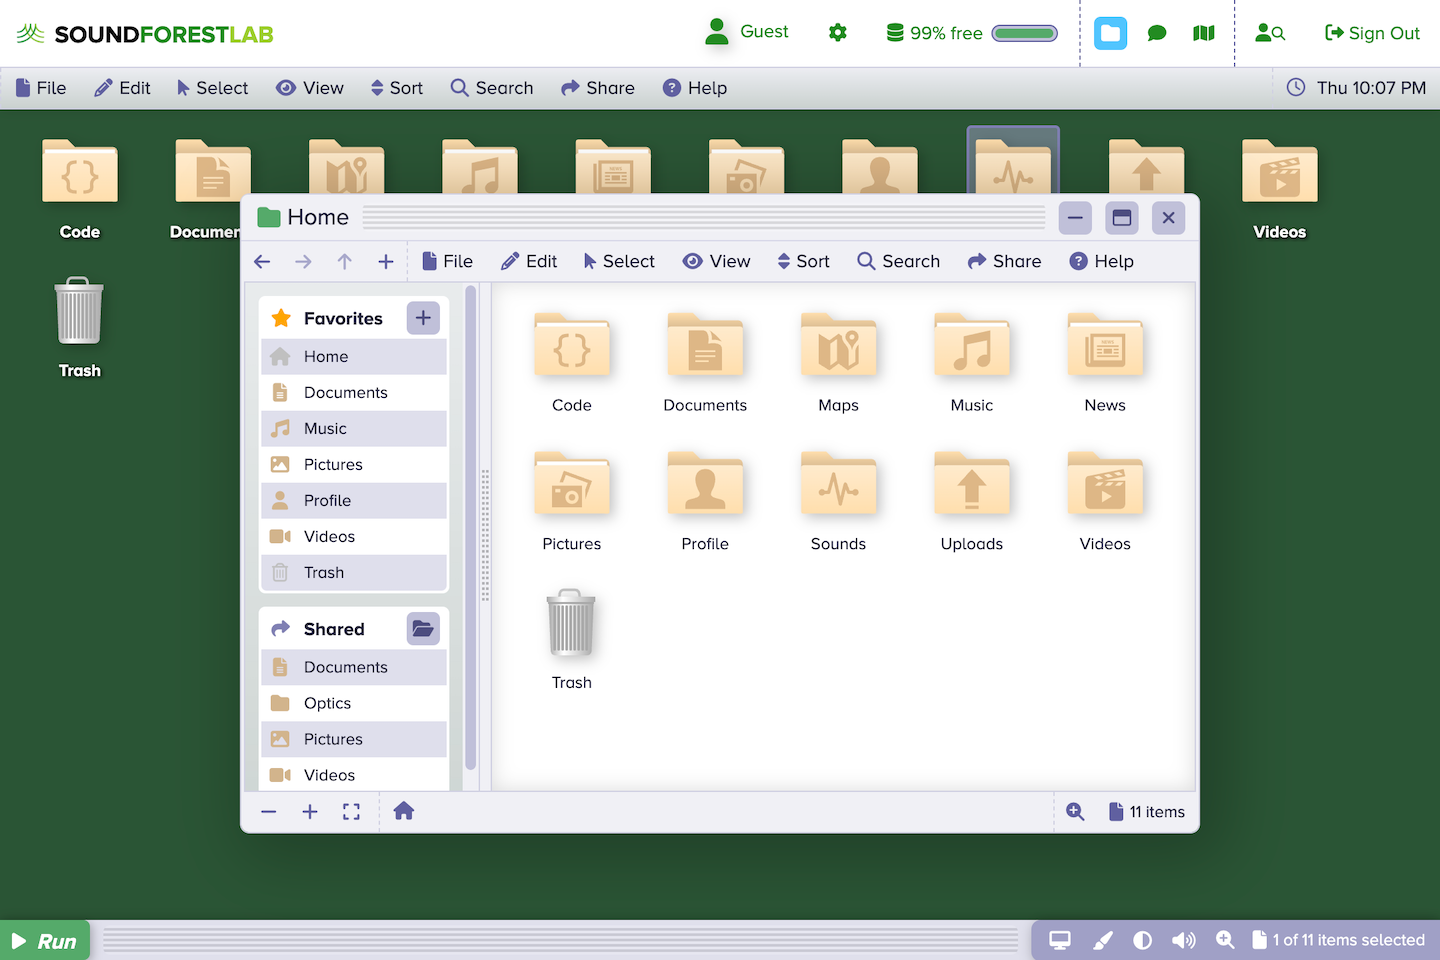 SOUNDFORESTLAB
Guest
99% free
Sign Out
File Edit Select View Sort Search Share Help
Thu 10:07 PM
Code
Videos
Trash
Home
File Edit Select View Sort Search Share Help
Favorites
Home
Documents
Music
Pictures
Profile
Videos
Trash
Shared
Documents
Optics
Pictures
Videos
Code Documents Maps Music News
Pictures Profile Sounds Uploads Videos
Trash
11 items
Run
1 of 11 items selected